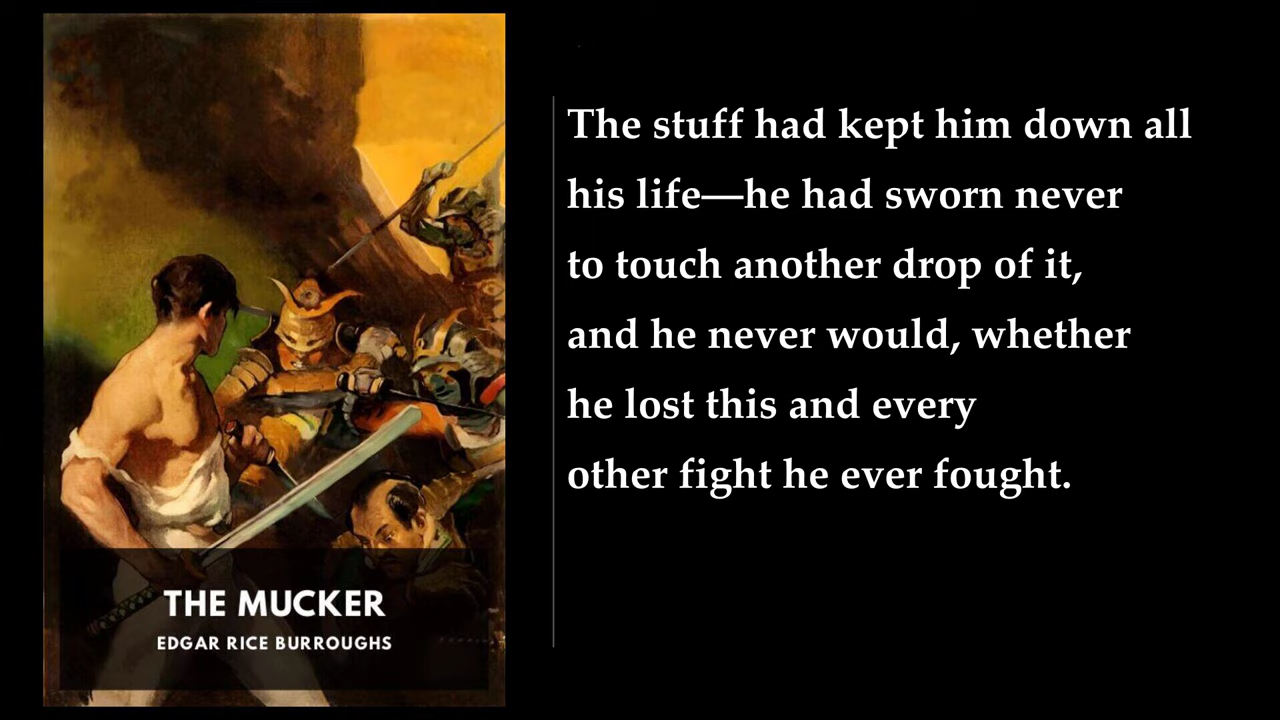 The stuff had kept him down all
his life—he had sworn never
to touch another drop of it,
and he never would, whether
he lost this and every
other fight he ever fought.
THE MUCKER
EDGAR RICE BURROUGHS